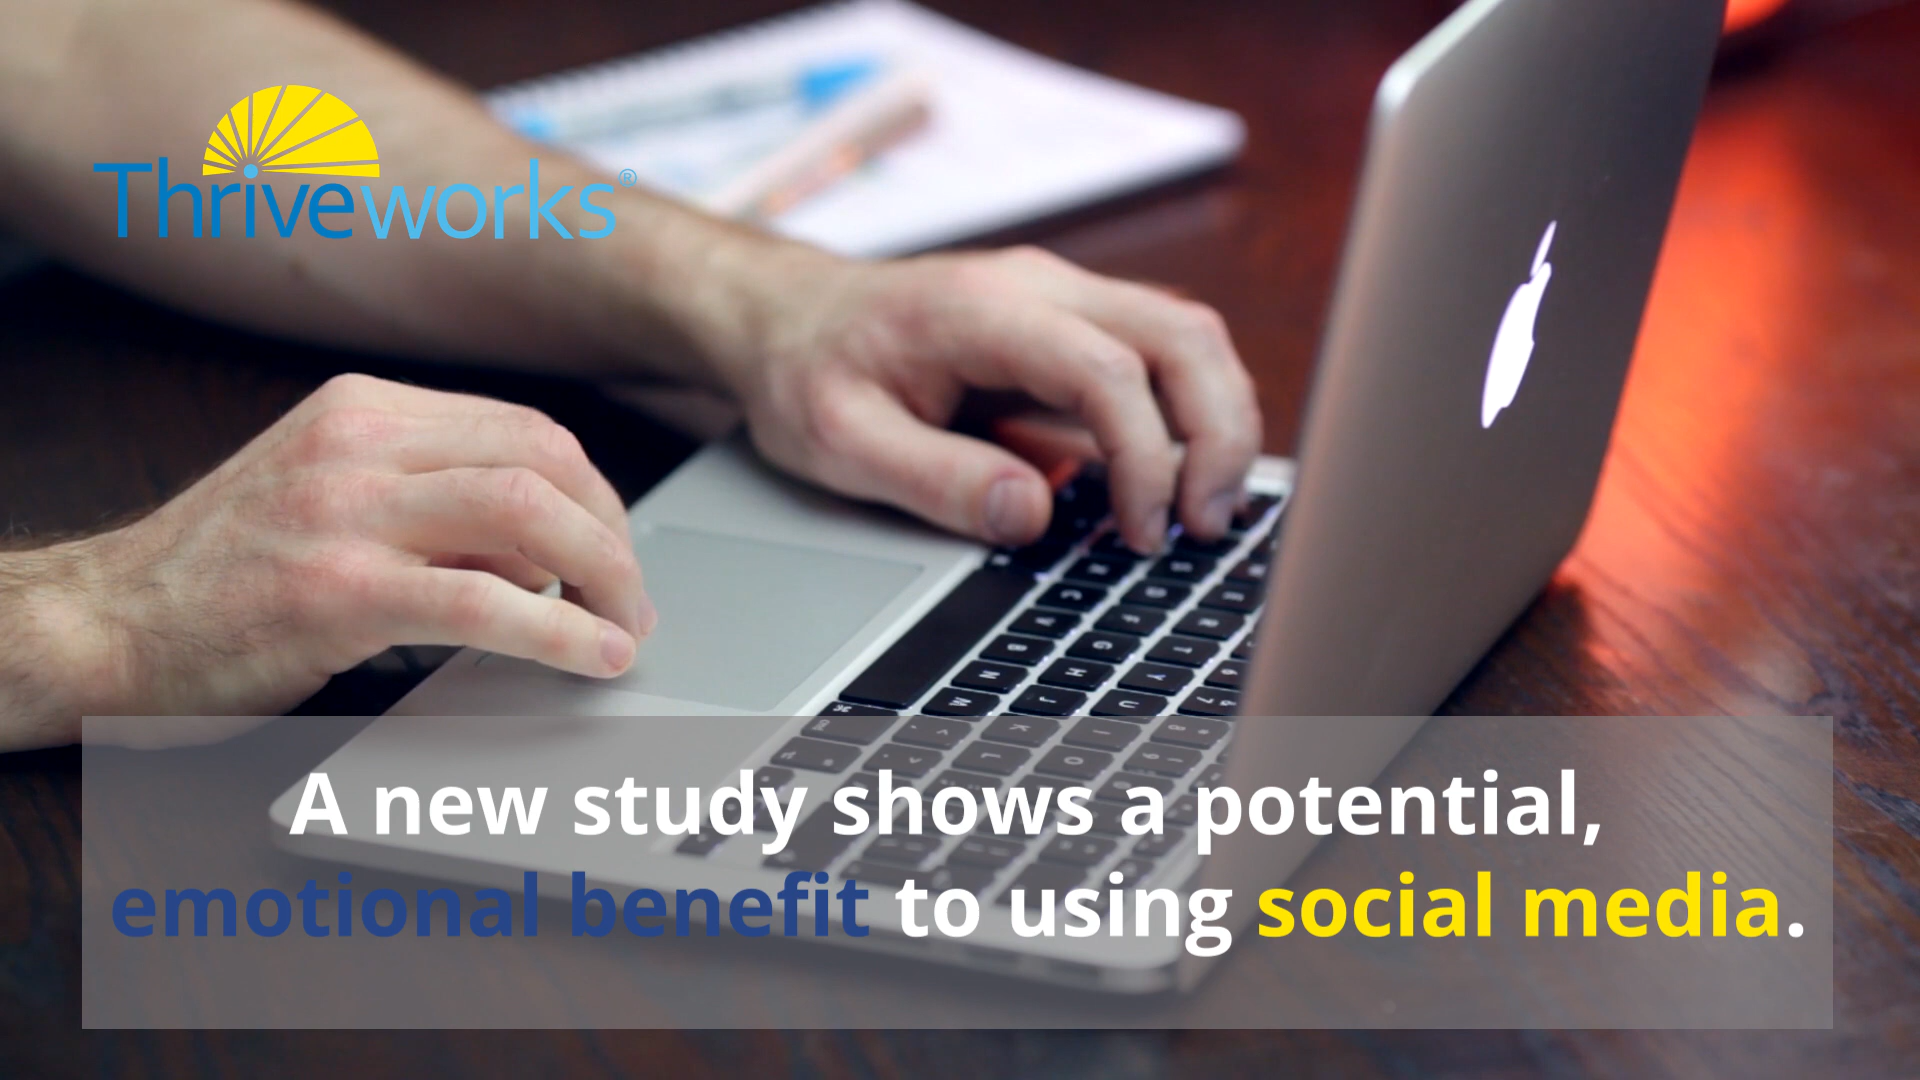 Thriveworks®
A new study shows a potential,
emotional benefit to using social media.